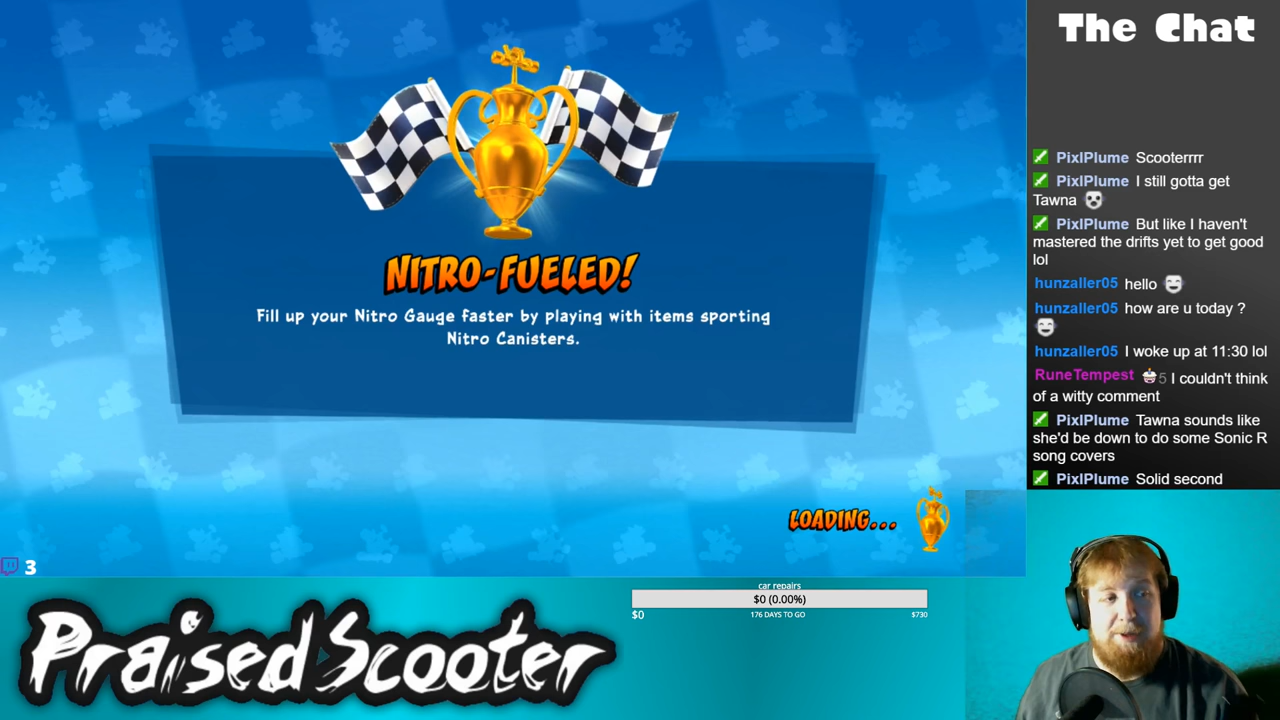 NITRO-FUELED!
Fill up your Nitro Gauge faster by playing with items sporting
Nitro Canisters.
LOADING...
3
PraisedScooter
car repairs
$0 (0.00%)
$0
176 DAYS TO GO
$730
The Chat
PixlPlume Scooterrrr
PixlPlume I still gotta get
Tawna
PixlPlume But like I haven't
mastered the drifts yet to get good
lol
hunzaller05 hello
hunzaller05 how are u today ?
hunzaller05 I woke up at 11:30 lol
RuneTempest 5 I couldn't think
of a witty comment
PixlPlume Tawna sounds like
she'd be down to do some Sonic R
song covers
PixlPlume Solid second